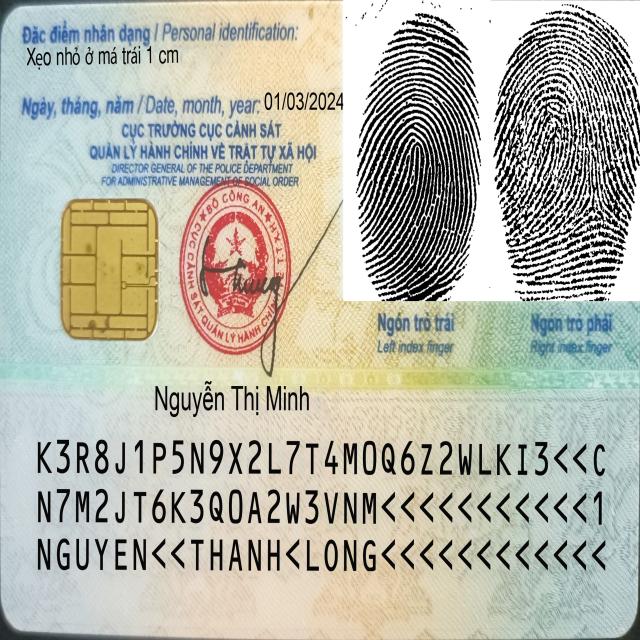 Đặc điểm nhân dạng / Personal identification:
Xẹo nhỏ ở má trái 1 cm
Ngày, tháng, năm / Date, month, year: 01/03/2024
CỤC TRƯỞNG CỤC CẢNH SÁT
QUẢN LÝ HÀNH CHÍNH VỀ TRẬT TỰ XÃ HỘI
DIRECTOR GENERAL OF THE POLICE DEPARTMENT
FOR ADMINISTRATIVE MANAGEMENT OF SOCIAL ORDER
BỘ CÔNG AN
CỤC CẢNH SÁT QUẢN LÝ HÀNH CHÍNH
Ngón trỏ trái
Left index finger
Ngón trỏ phải
Right index finger
Nguyễn Thị Minh
K3R8J1P5N9X2L7T4M0Q6Z2WLKI3<<C
N7M2JT6K3Q0A2W3VNM<<<<<<<<<<<1
NGUYEN<<THANH<LONG<<<<<<<<<<<<